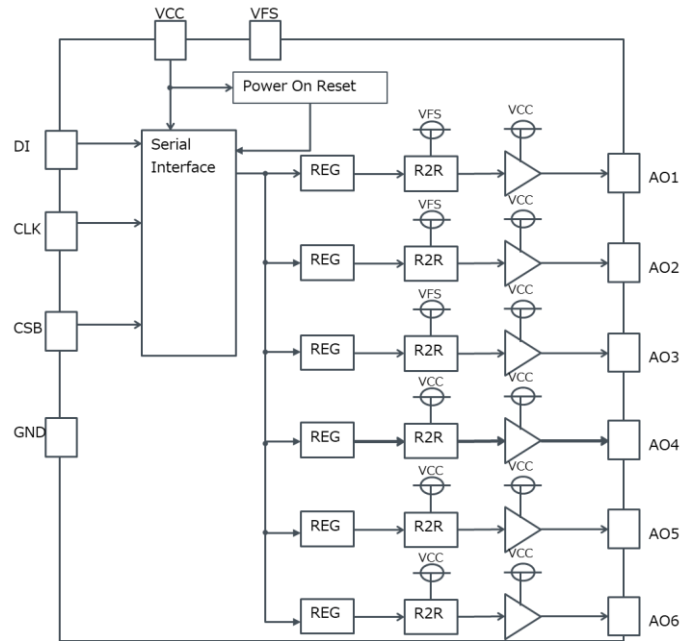 VCC VFS
Power On Reset
DI
Serial
Interface
CLK
CSB
GND
VFS VCC
REG R2R AO1
VFS VCC
REG R2R AO2
VFS VCC
REG R2R AO3
VCC VCC
REG R2R AO4
VCC VCC
REG R2R AO5
VCC VCC
REG R2R AO6